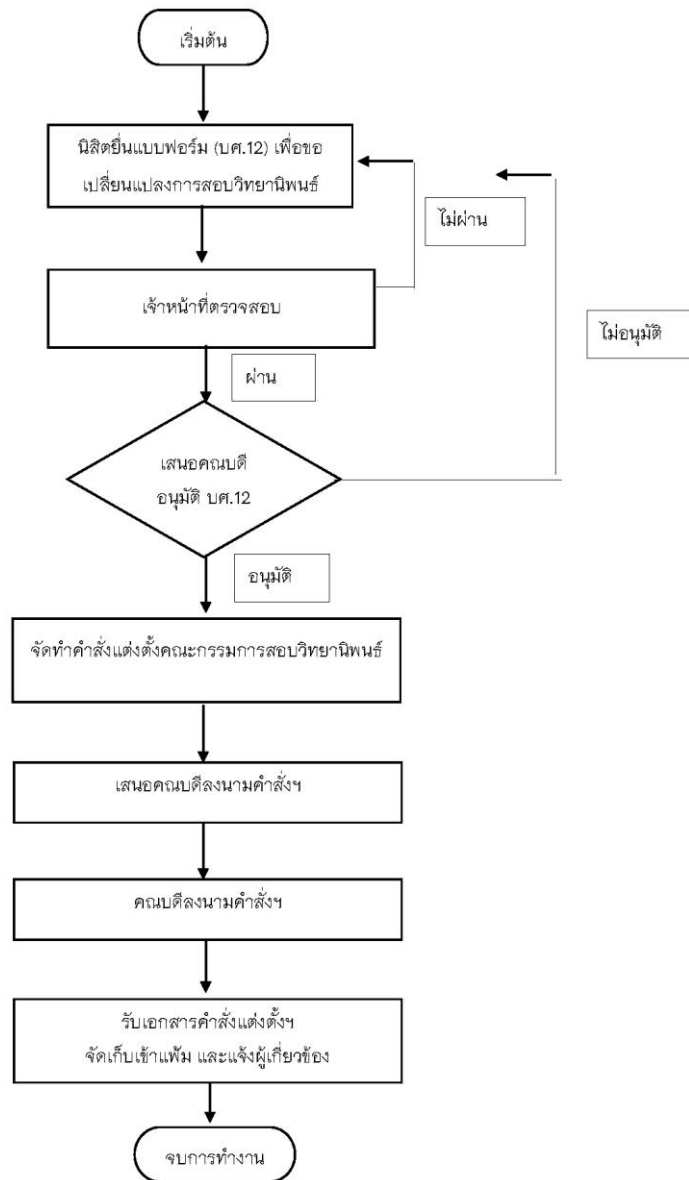 เริ่มต้น
นิสิตยื่นแบบฟอร์ม (บศ.12) เพื่อขอ
เปลี่ยนแปลงการสอบวิทยานิพนธ์
ไม่ผ่าน
เจ้าหน้าที่ตรวจสอบ
ไม่อนุมัติ
ผ่าน
เสนอคณบดี
อนุมัติ บศ.12
อนุมัติ
จัดทำคำสั่งแต่งตั้งคณะกรรมการสอบวิทยานิพนธ์
เสนอคณบดีลงนามคำสั่งฯ
คณบดีลงนามคำสั่งฯ
รับเอกสารคำสั่งแต่งตั้งฯ
จัดเก็บเข้าแฟ้ม และแจ้งผู้เกี่ยวข้อง
จบการทำงาน